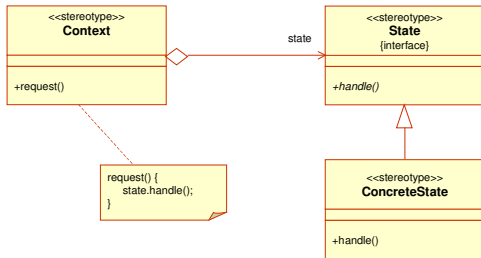 <<stereotype>>
Context
+request()
state
<<stereotype>>
State
{interface}
+handle()
request() {
state.handle();
}
<<stereotype>>
ConcreteState
+handle()